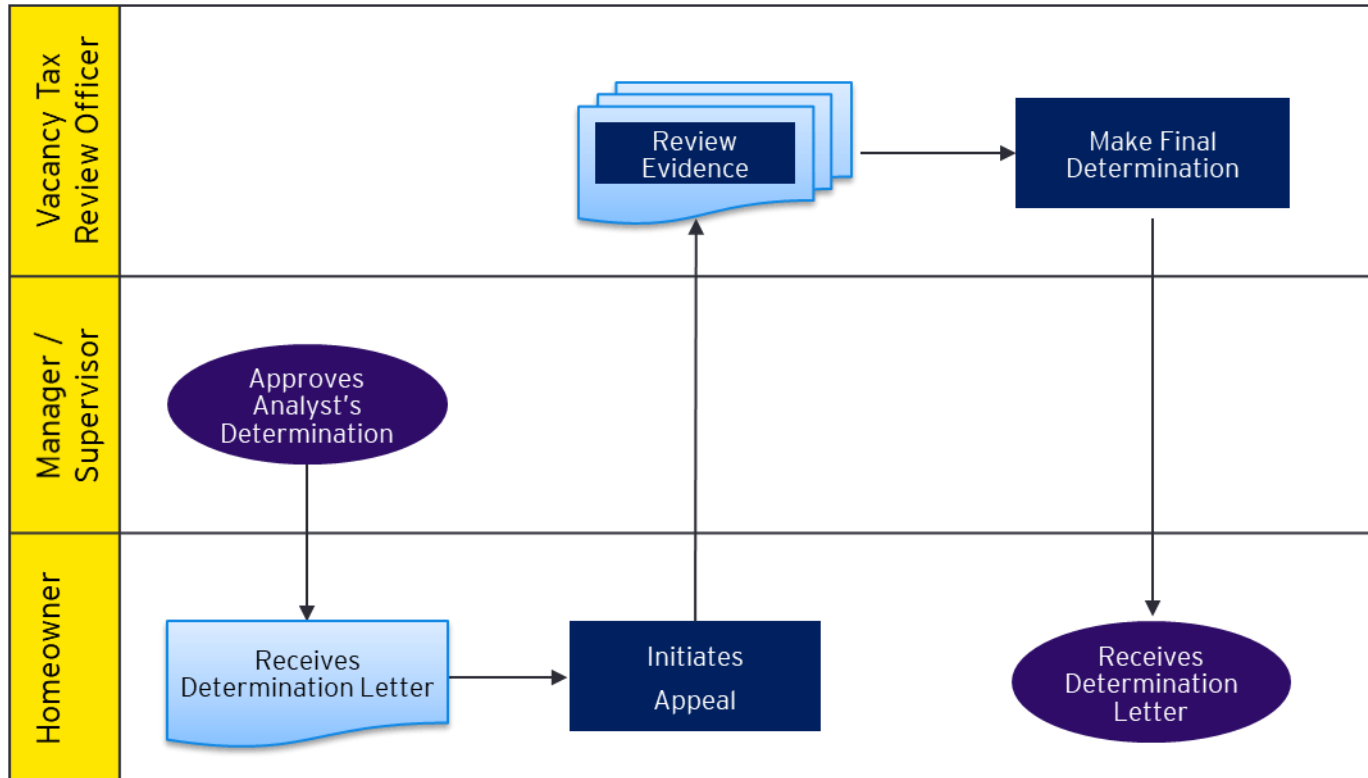 Vacancy Tax
Review Officer
Review
Evidence
Make Final
Determination
Manager /
Supervisor
Approves
Analyst's
Determination
Homeowner
Receives
Determination Letter
Initiates
Appeal
Receives
Determination
Letter